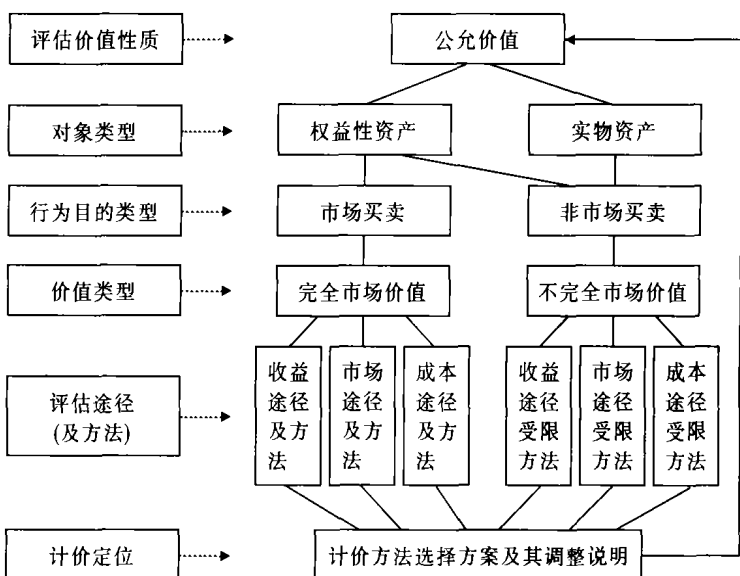 评估价值性质
公允价值
对象类型
权益性资产
实物资产
行为目的类型
市场买卖
非市场买卖
价值类型
完全市场价值
不完全市场价值
评估途径
(及方法)
收益
途径
及方
法
市场
途径
及方
法
成本
途径
及方
法
收益
途径
受限
方法
市场
途径
受限
方法
成本
途径
受限
方法
计价定位
计价方法选择方案及其调整说明